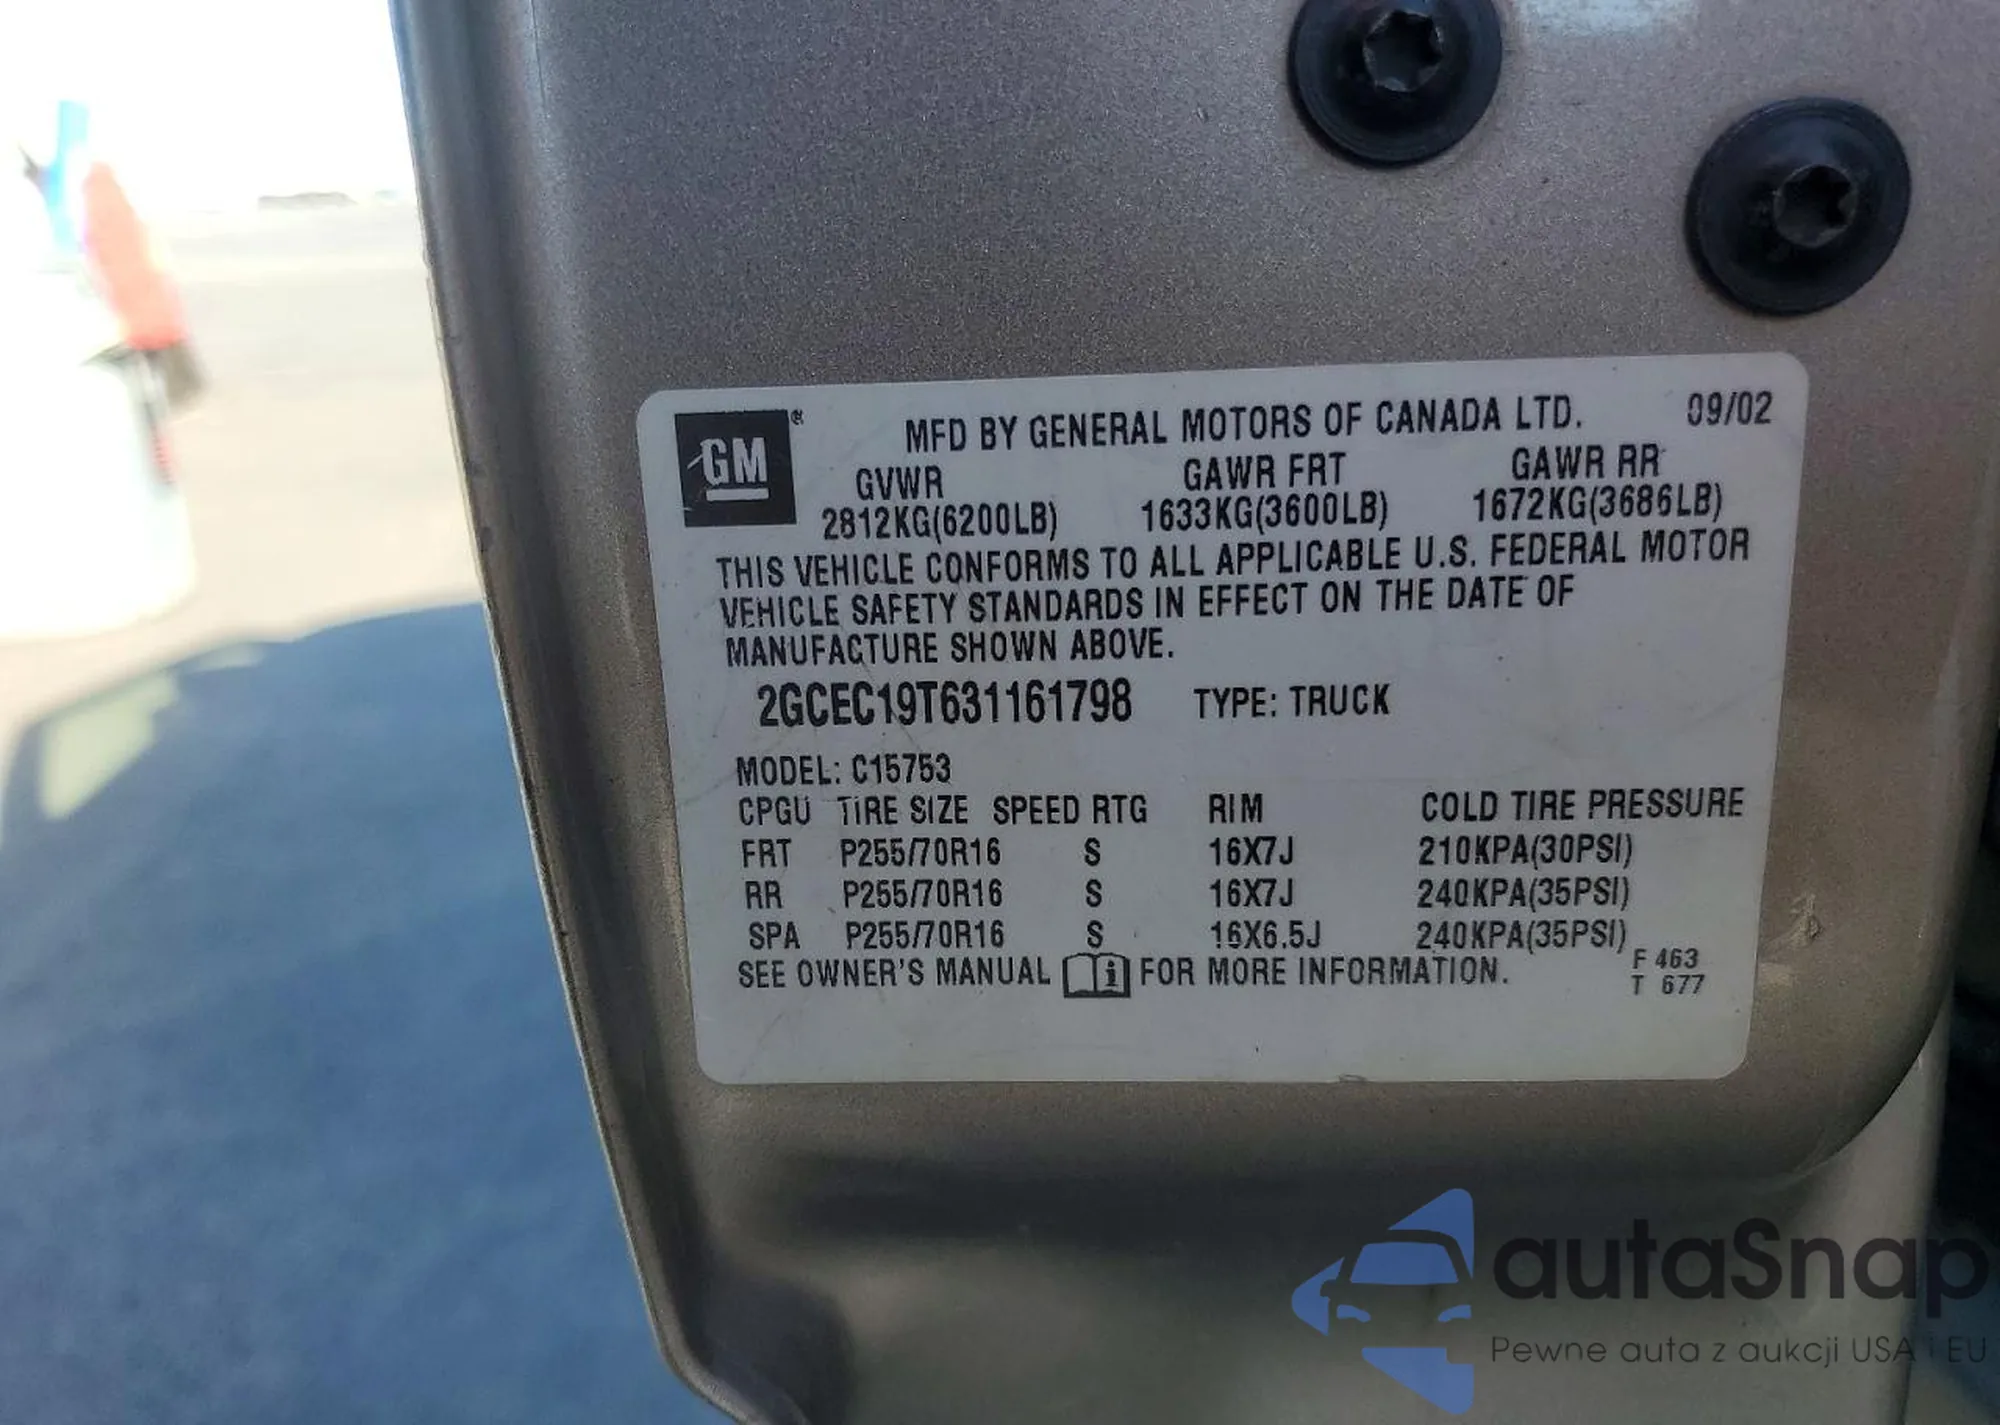 GM ®
MFD BY GENERAL MOTORS OF CANADA LTD. 09/02
GVWR GAWR FRT GAWR RR
2812KG(6200LB) 1633KG(3600LB) 1672KG(3686LB)
THIS VEHICLE CONFORMS TO ALL APPLICABLE U.S. FEDERAL MOTOR
VEHICLE SAFETY STANDARDS IN EFFECT ON THE DATE OF
MANUFACTURE SHOWN ABOVE.
2GCEC19T631161798 TYPE: TRUCK
MODEL: C15753
CPGU TIRE SIZE SPEED RTG RIM COLD TIRE PRESSURE
FRT P255/70R16 S 16X7J 210KPA(30PSI)
RR P255/70R16 S 16X7J 240KPA(35PSI)
SPA P255/70R16 S 16X6.5J 240KPA(35PSI)
SEE OWNER'S MANUAL i FOR MORE INFORMATION.
F 463
T 677
autaSnap
Pewne auta z aukcji USA i EU